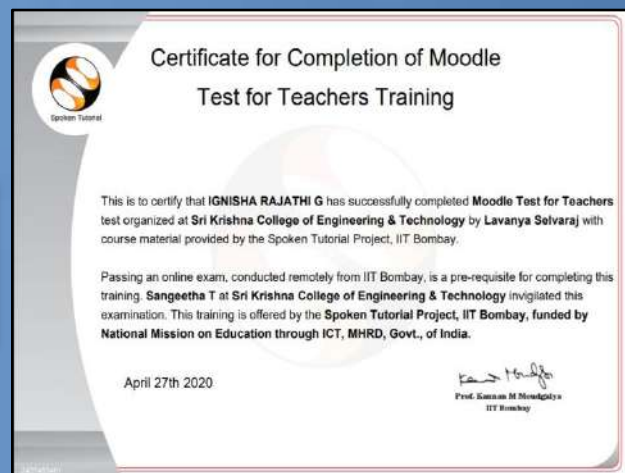 Spoken Tutorial
Certificate for Completion of Moodle
Test for Teachers Training
This is to certify that IGNISHA RAJATHI G has successfully completed Moodle Test for Teachers
test organized at Sri Krishna College of Engineering & Technology by Lavanya Selvaraj with
course material provided by the Spoken Tutorial Project, IIT Bombay.
Passing an online exam, conducted remotely from IIT Bombay, is a pre-requisite for completing this
training. Sangeetha T at Sri Krishna College of Engineering & Technology invigilated this
examination. This training is offered by the Spoken Tutorial Project, IIT Bombay, funded by
National Mission on Education through ICT, MHRD, Govt., of India.
April 27th 2020
Prof. Kannan M Moudgalya
IIT Bombay